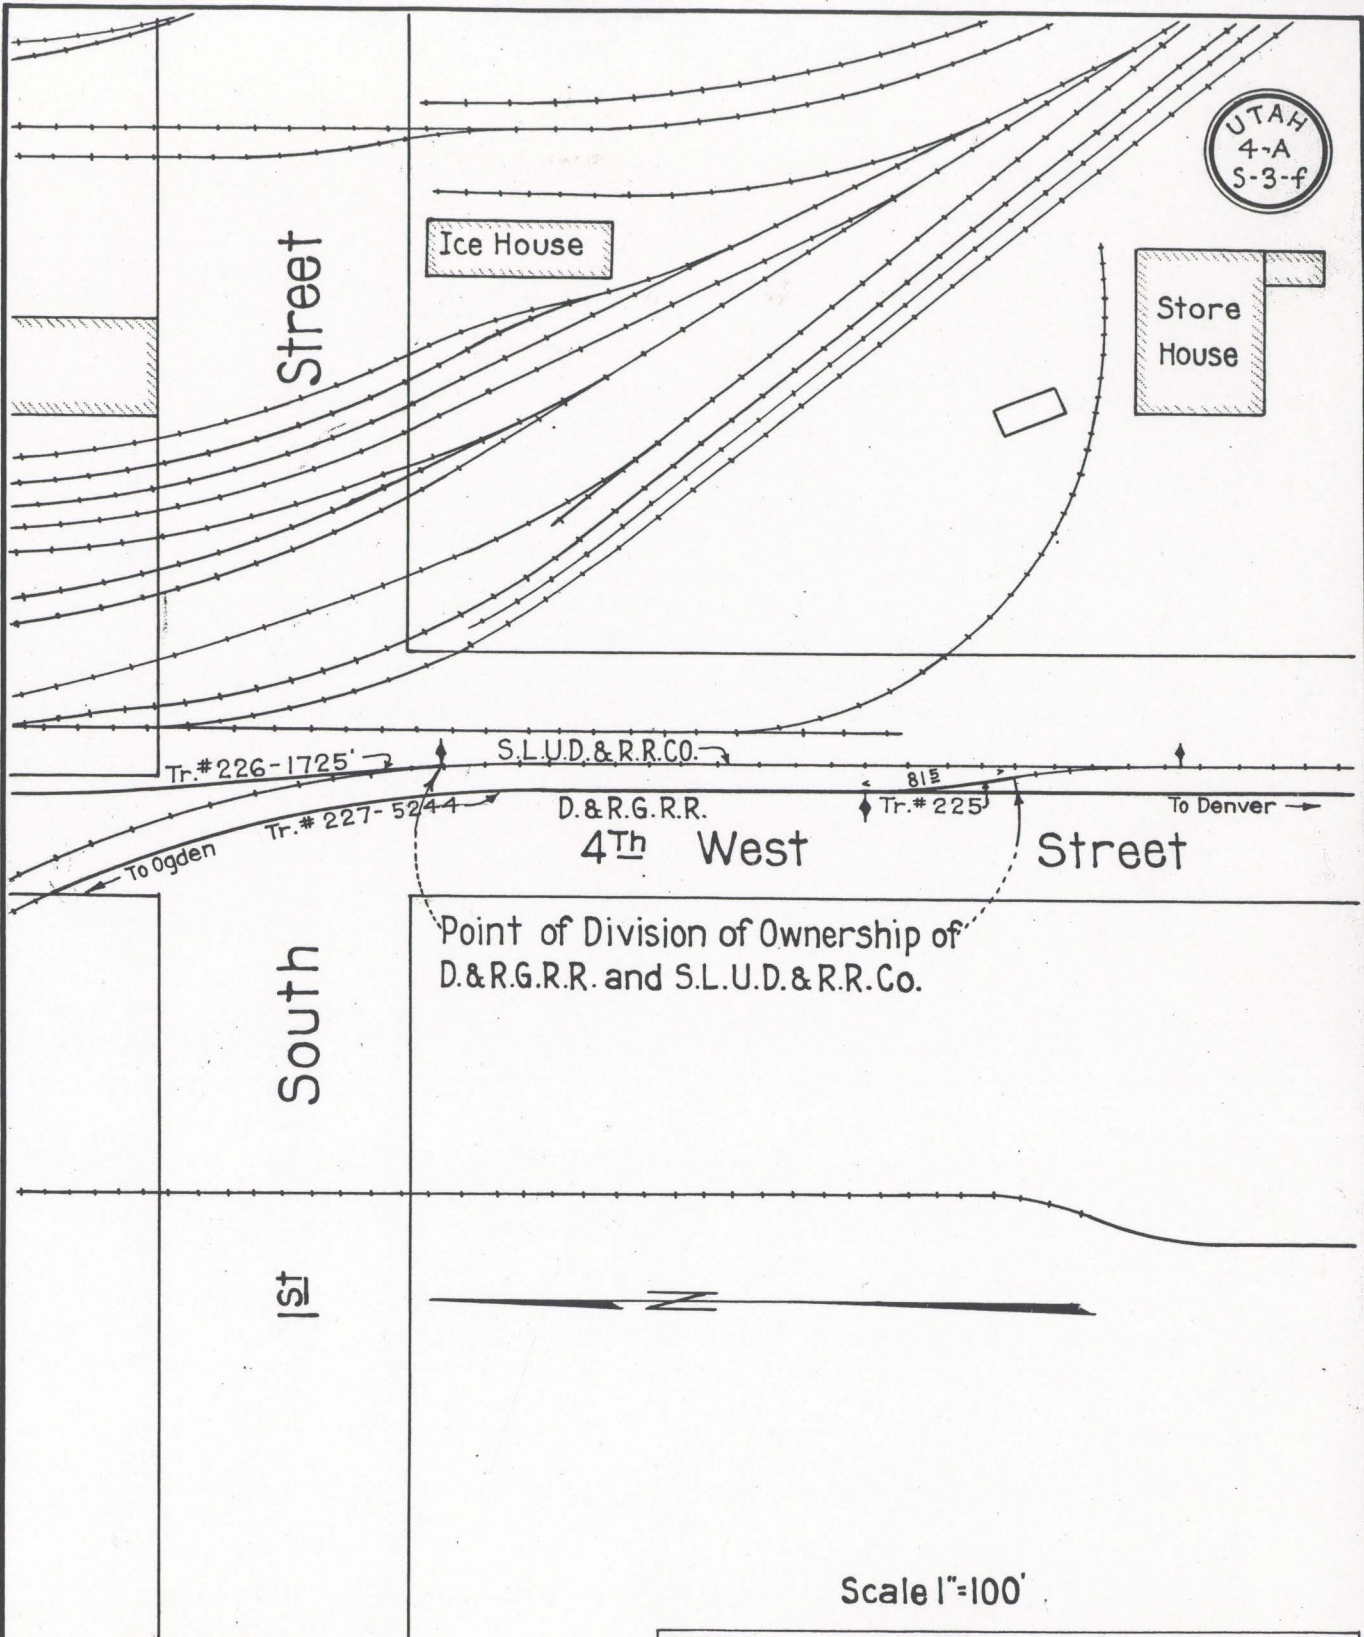 UTAH
4-A
S-3-f
Street
Ice House
Store
House
S.L.U.D.& R.R.CO.
Tr.#226-1725'
81⁵
Tr.# 227-5244
D.& R.G.R.R.
Tr.#225
To Denver
4Th West Street
To Ogden
Point of Division of Ownership of
D.&R.G.R.R. and S.L.U.D.& R.R.Co.
South
1st
N
Scale 1"=100'